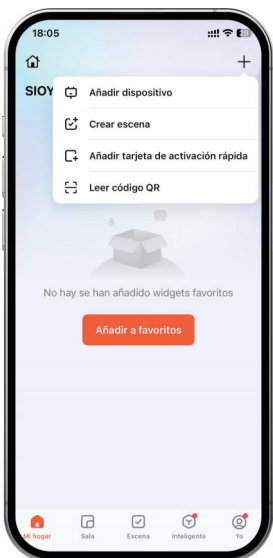 18:05
SIOY
Añadir dispositivo
Crear escena
Añadir tarjeta de activación rápida
Leer código QR
No hay se han añadido widgets favoritos
Añadir a favoritos
Mi hogar
Sala
Escena
Inteligente
Yo